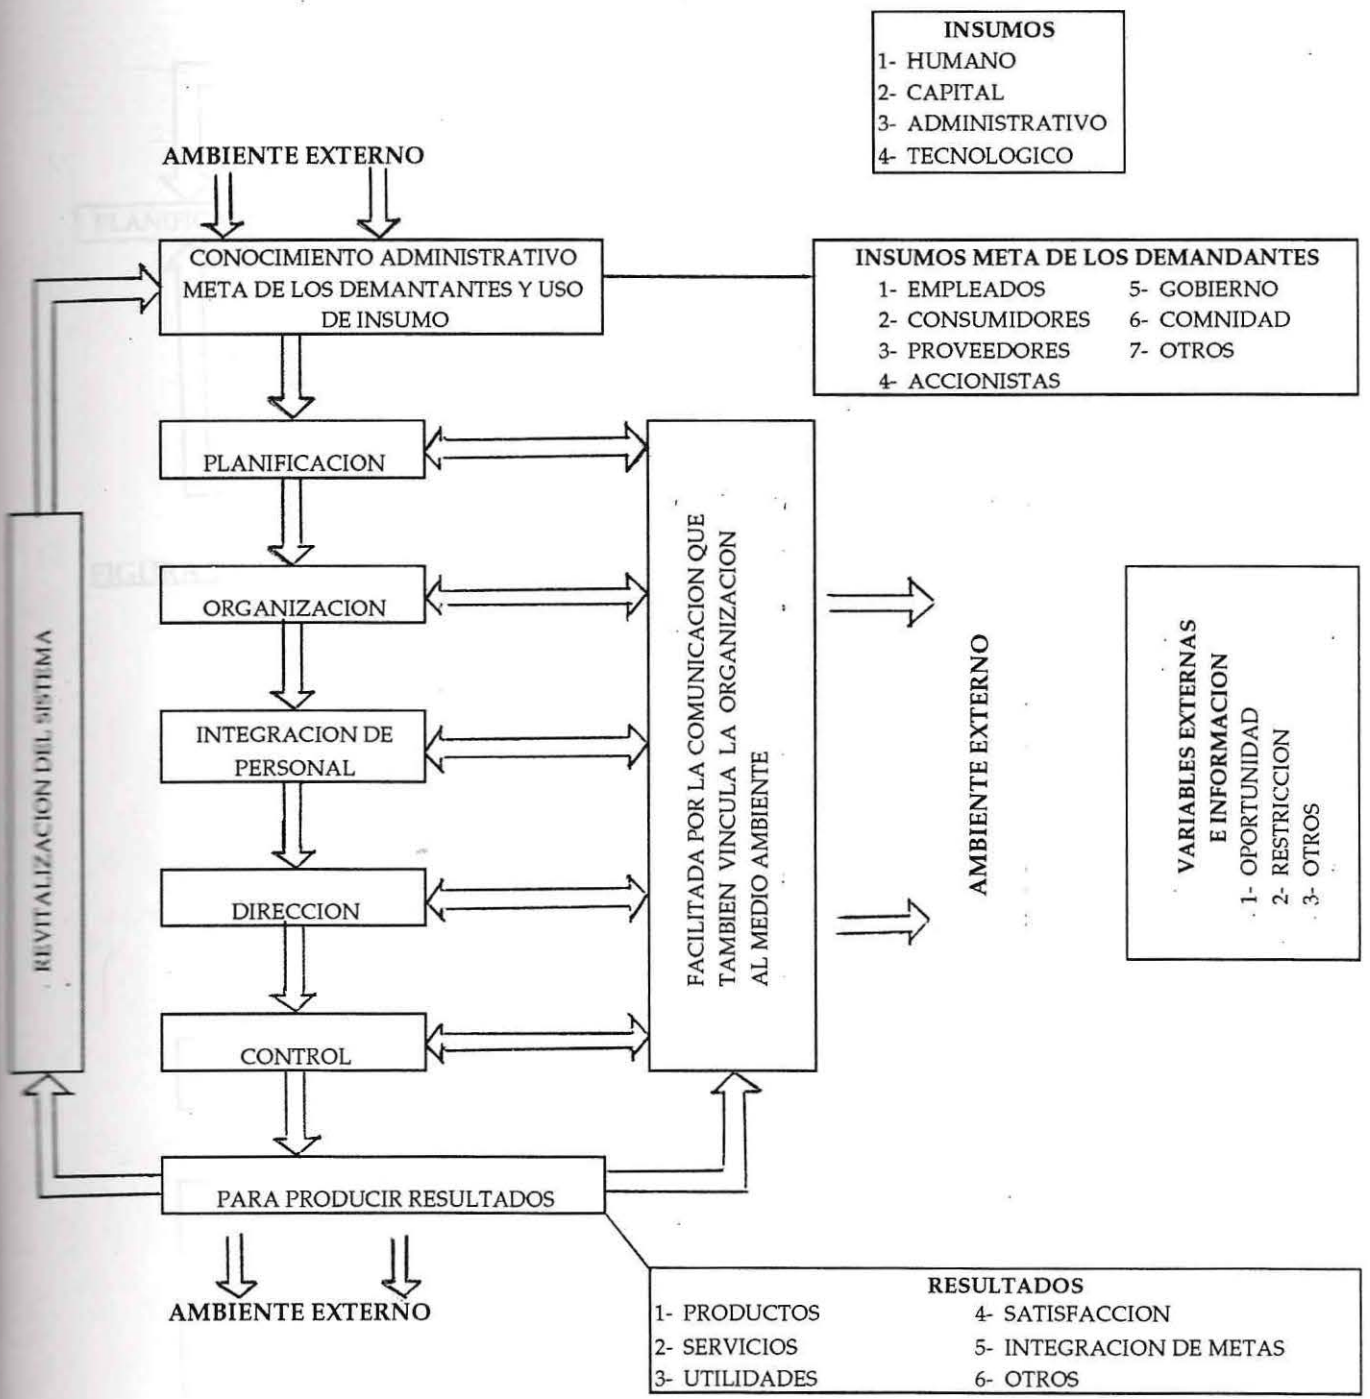 INSUMOS
1- HUMANO
2- CAPITAL
3- ADMINISTRATIVO
4- TECNOLOGICO
AMBIENTE EXTERNO
CONOCIMIENTO ADMINISTRATIVO
META DE LOS DEMANTANTES Y USO
DE INSUMO
INSUMOS META DE LOS DEMANDANTES
1- EMPLEADOS
2- CONSUMIDORES
3- PROVEEDORES
4- ACCIONISTAS
5- GOBIERNO
6- COMNIDAD
7- OTROS
PLANIFICACION
ORGANIZACION
INTEGRACION DE
PERSONAL
DIRECCION
CONTROL
PARA PRODUCIR RESULTADOS
REVITALIZACION DEL SISTEMA
FACILITADA POR LA COMUNICACION QUE
TAMBIEN VINCULA LA ORGANIZACION
AL MEDIO AMBIENTE
AMBIENTE EXTERNO
VARIABLES EXTERNAS
E INFORMACION
1- OPORTUNIDAD
2- RESTRICCION
3- OTROS
AMBIENTE EXTERNO
RESULTADOS
1- PRODUCTOS
2- SERVICIOS
3- UTILIDADES
4- SATISFACCION
5- INTEGRACION DE METAS
6- OTROS
FIGURA